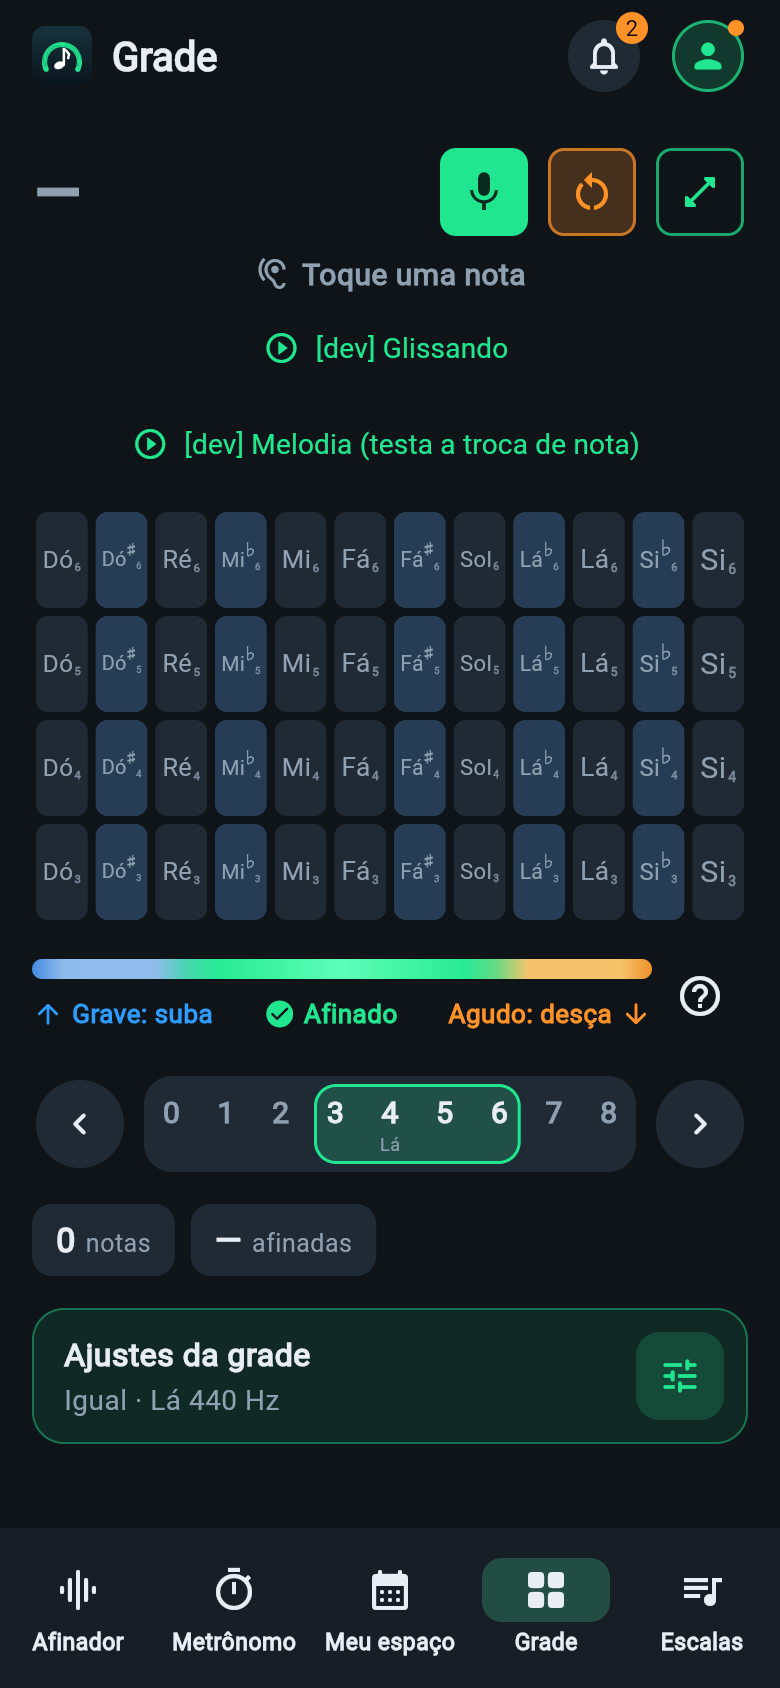 Grade
2
Toque uma nota
[dev] Glissando
[dev] Melodia (testa a troca de nota)
Dó6 Dó♯6 Ré6 Mi♭6 Mi6 Fá6 Fá♯6 Sol6 Lá♭6 Lá6 Si♭6 Si6
Dó5 Dó♯5 Ré5 Mi♭5 Mi5 Fá5 Fá♯5 Sol5 Lá♭5 Lá5 Si♭5 Si5
Dó4 Dó♯4 Ré4 Mi♭4 Mi4 Fá4 Fá♯4 Sol4 Lá♭4 Lá4 Si♭4 Si4
Dó3 Dó♯3 Ré3 Mi♭3 Mi3 Fá3 Fá♯3 Sol3 Lá♭3 Lá3 Si♭3 Si3
↑ Grave: suba Afinado Agudo: desça ↓
0 1 2 3 4 5 6 7 8
Lá
0 notas — afinadas
Ajustes da grade
Igual · Lá 440 Hz
Afinador Metrônomo Meu espaço Grade Escalas